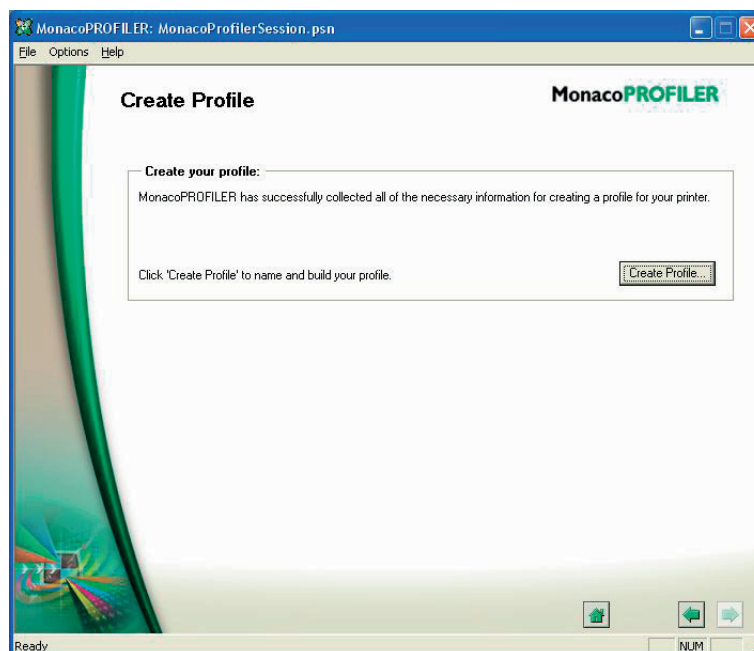 MonacoPROFILER: MonacoProfilerSession.psn
File Options Help
Create Profile
MonacoPROFILER
Create your profile:
MonacoPROFILER has successfully collected all of the necessary information for creating a profile for your printer.
Click 'Create Profile' to name and build your profile.
Create Profile...
Ready
NUM